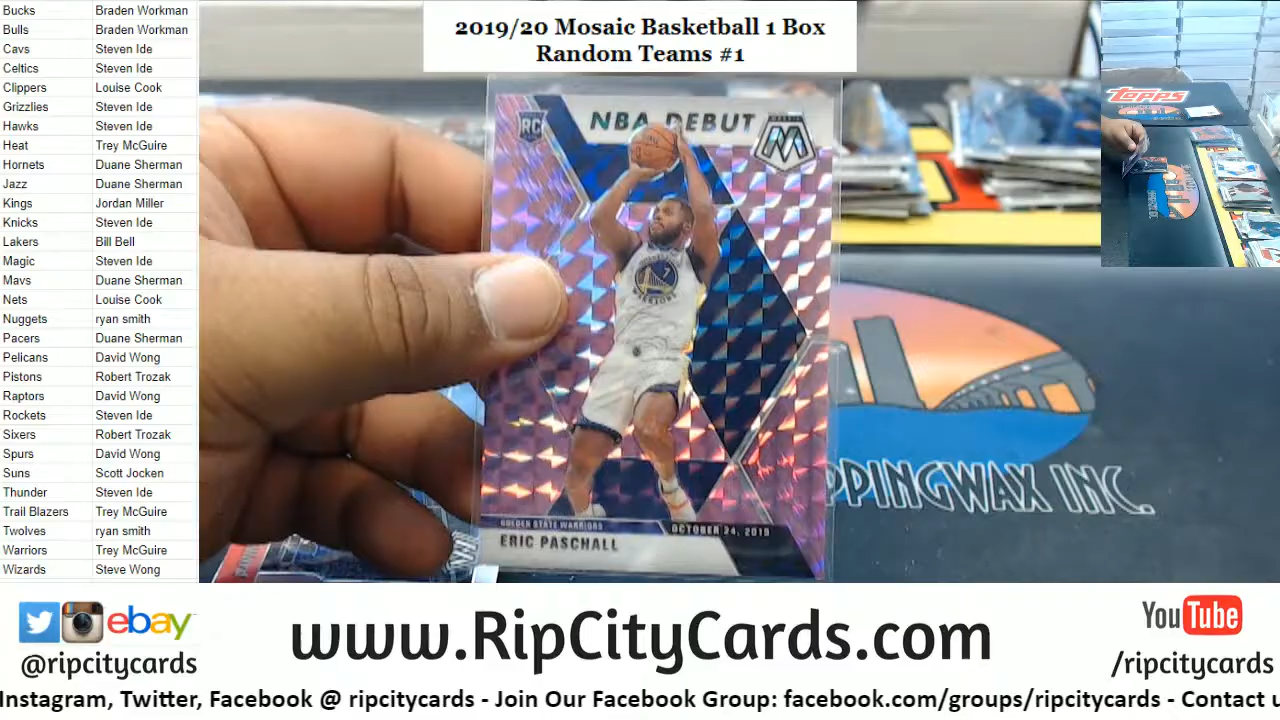 2019/20 Mosaic Basketball 1 Box
Random Teams #1
Bucks Braden Workman
Bulls Braden Workman
Cavs Steven Ide
Celtics Steven Ide
Clippers Louise Cook
Grizzlies Steven Ide
Hawks Steven Ide
Heat Trey McGuire
Hornets Duane Sherman
Jazz Duane Sherman
Kings Jordan Miller
Knicks Steven Ide
Lakers Bill Bell
Magic Steven Ide
Mavs Duane Sherman
Nets Louise Cook
Nuggets ryan smith
Pacers Duane Sherman
Pelicans David Wong
Pistons Robert Trozak
Raptors David Wong
Rockets Steven Ide
Sixers Robert Trozak
Spurs David Wong
Suns Scott Jocken
Thunder Steven Ide
Trail Blazers Trey McGuire
Twolves ryan smith
Warriors Trey McGuire
Wizards Steve Wong
RC
NBA DEBUT
MOSAIC
M
7
WARRIORS
GOLDEN STATE WARRIORS
OCTOBER 24, 2019
ERIC PASCHALL
Topps
PPINGWAX INC.
ebay
@ripcitycards
www.RipCityCards.com
YouTube
/ripcitycards
Instagram, Twitter, Facebook @ ripcitycards - Join Our Facebook Group: facebook.com/groups/ripcitycards - Contact u